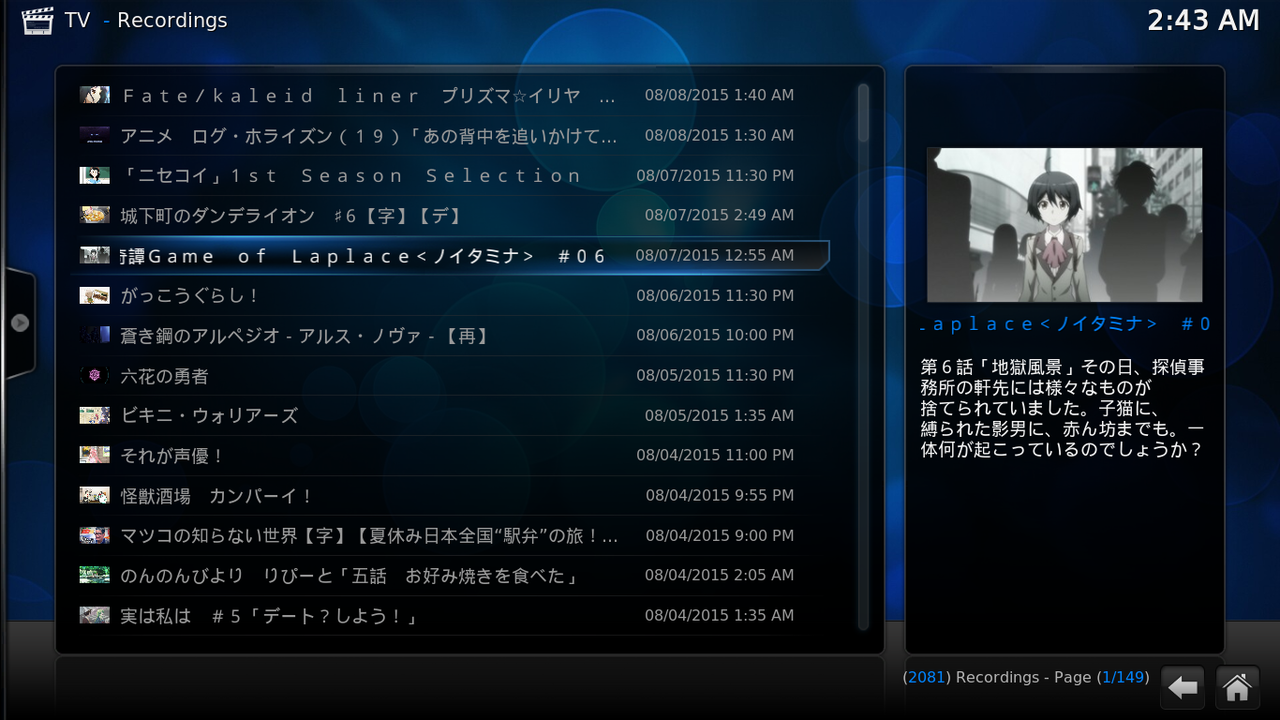 TV - Recordings
2:43 AM
Ｆａｔｅ/ｋａｌｅｉｄ　ｌｉｎｅｒ　プリズマ☆イリヤ　... 08/08/2015 1:40 AM
アニメ　ログ・ホライズン（１９）「あの背中を追いかけて... 08/08/2015 1:30 AM
「ニセコイ」１ｓｔ　Ｓｅａｓｏｎ　Ｓｅｌｅｃｔｉｏｎ 08/07/2015 11:30 PM
城下町のダンデライオン　♯６【字】【デ】 08/07/2015 2:49 AM
譚Ｇａｍｅ　ｏｆ　Ｌａｐｌａｃｅ＜ノイタミナ＞　＃０６ 08/07/2015 12:55 AM
がっこうぐらし！ 08/06/2015 11:30 PM
蒼き鋼のアルペジオ - アルス・ノヴァ -【再】 08/06/2015 10:00 PM
六花の勇者 08/05/2015 11:30 PM
ビキニ・ウォリアーズ 08/05/2015 1:35 AM
それが声優！ 08/04/2015 11:00 PM
怪獣酒場　カンパーイ！ 08/04/2015 9:55 PM
マツコの知らない世界【字】【夏休み日本全国“駅弁”の旅！... 08/04/2015 9:00 PM
のんのんびより　りぴーと「五話　お好み焼きを食べた」 08/04/2015 2:05 AM
実は私は　＃５「デート？しよう！」 08/04/2015 1:35 AM
ａｐｌａｃｅ＜ノイタミナ＞　＃０
第６話「地獄風景」その日、探偵事
務所の軒先には様々なものが
捨てられていました。子猫に、
縛られた影男に、赤ん坊までも。一
体何が起こっているのでしょうか？
(2081) Recordings - Page (1/149)